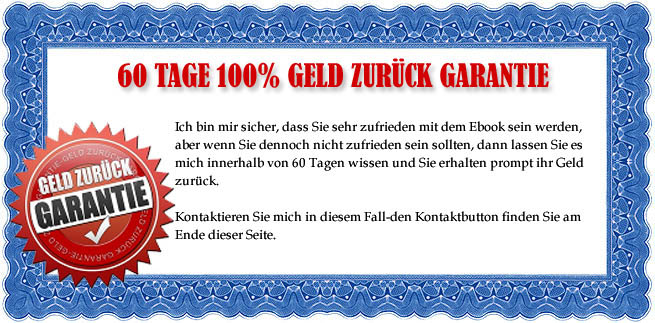 60 TAGE 100% GELD ZURÜCK GARANTIE
Ich bin mir sicher, dass Sie sehr zufrieden mit dem Ebook sein werden,
aber wenn Sie dennoch nicht zufrieden sein sollten, dann lassen Sie es
mich innerhalb von 60 Tagen wissen und Sie erhalten prompt ihr Geld
zurück.
Kontaktieren Sie mich in diesem Fall-den Kontaktbutton finden Sie am
Ende dieser Seite.
GELD ZURÜCK
GARANTIE
GELD ZURÜCK GARANTIE